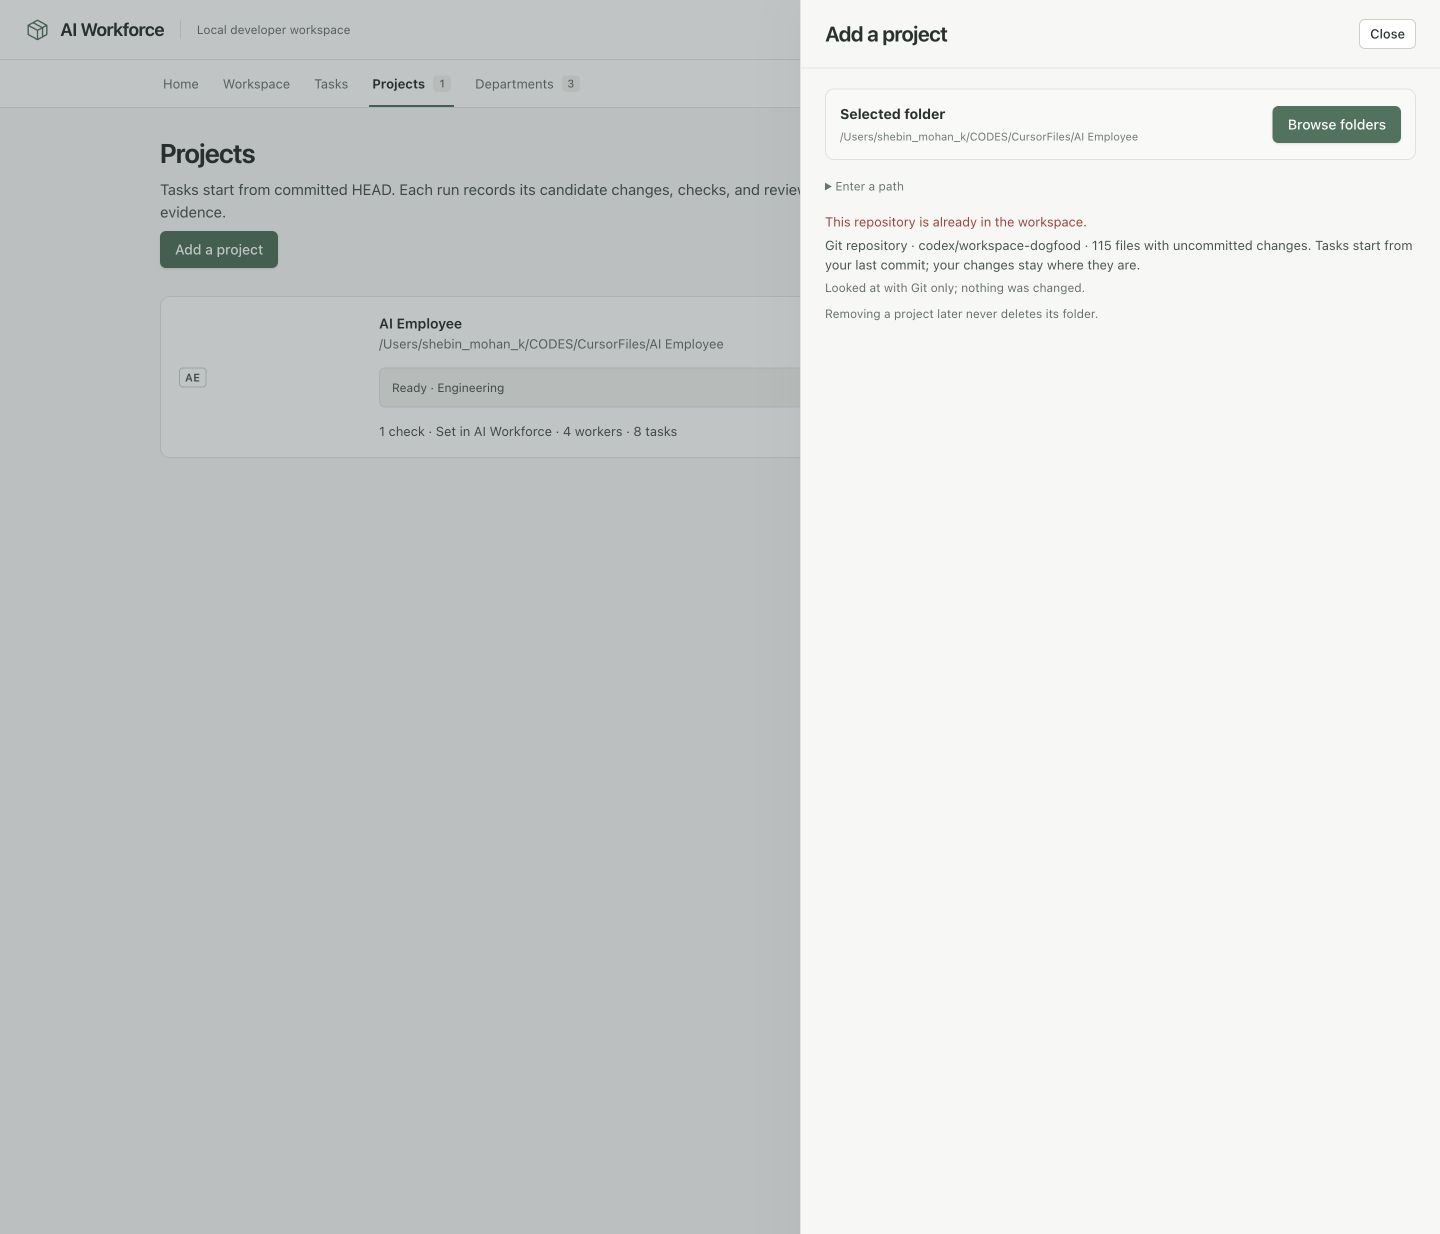 AI Workforce
Local developer workspace
Home
Workspace
Tasks
Projects 1
Departments 3
Projects
Tasks start from committed HEAD. Each run records its candidate changes, checks, and
evidence.
Add a project
AE
AI Employee
/Users/shebin_mohan_k/CODES/CursorFiles/AI Employee
Ready · Engineering
1 check · Set in AI Workforce · 4 workers · 8 tasks
Add a project
Close
Selected folder
/Users/shebin_mohan_k/CODES/CursorFiles/AI Employee
Browse folders
Enter a path
This repository is already in the workspace.
Git repository · codex/workspace-dogfood · 115 files with uncommitted changes. Tasks start from
your last commit; your changes stay where they are.
Looked at with Git only; nothing was changed.
Removing a project later never deletes its folder.